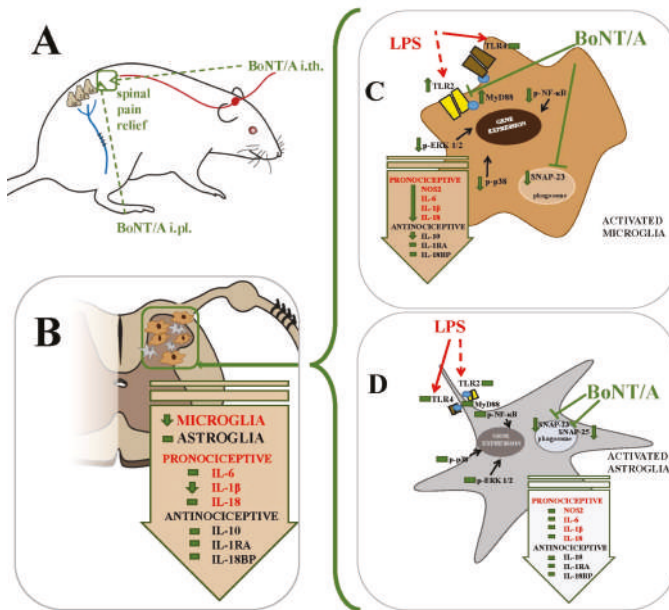 A
BoNT/A i.th.
spinal
pain
relief
BoNT/A i.pl.
B
MICROGLIA
ASTROGLIA
PRONOCICEPTIVE
IL-6
IL-1β
IL-18
ANTINOCICEPTIVE
IL-10
IL-1RA
IL-18BP
C
LPS
TLR4
BoNT/A
TLR2
MyD88
p-NF-κB
GENE
EXPRESSION
p-ERK 1/2
p-p38
SNAP-23
phagosome
PRONOCICEPTIVE
NOS2
IL-6
IL-1β
IL-18
ANTINOCICEPTIVE
IL-10
IL-1RA
IL-18BP
ACTIVATED
MICROGLIA
D
LPS
TLR2
TLR4
MyD88
p-NF-κB
BoNT/A
SNAP-23
SNAP-25
phagosome
GENE
EXPRESSION
p-p38
p-ERK 1/2
ACTIVATED
ASTROGLIA
PRONOCICEPTIVE
NOS2
IL-6
IL-1β
IL-18
ANTINOCICEPTIVE
IL-10
IL-1RA
IL-18BP